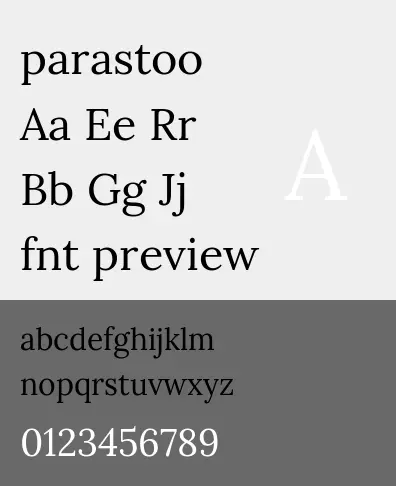 parastoo
Aa Ee Rr
A
Bb Gg Jj
fnt preview
abcdefghijklm
nopqrstuvwxyz
0123456789